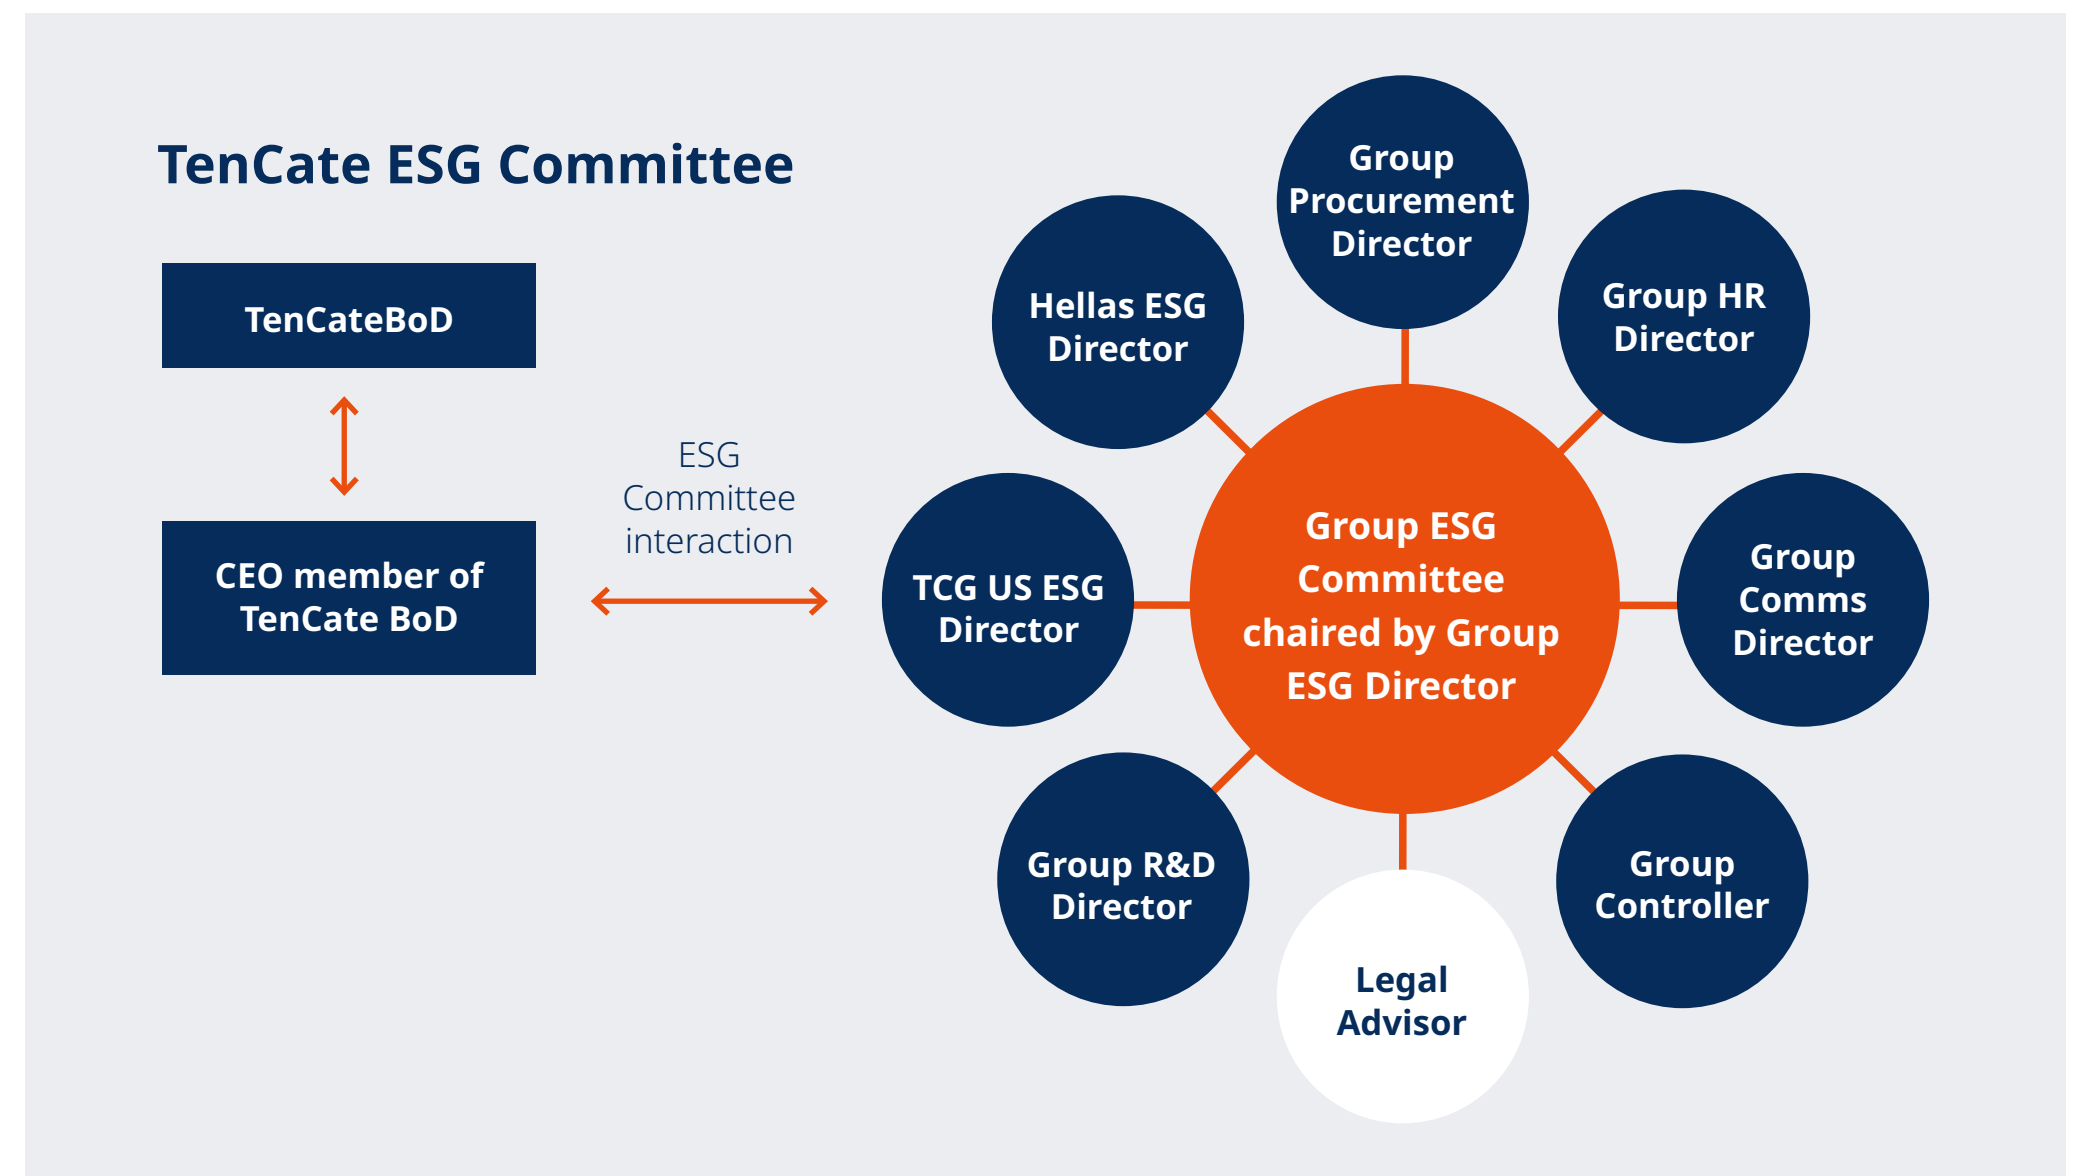 TenCate ESG Committee
TenCateBoD
CEO member of
TenCate BoD
ESG
Committee
interaction
Group
Procurement
Director
Hellas ESG
Director
Group HR
Director
TCG US ESG
Director
Group ESG
Committee
chaired by Group
ESG Director
Group
Comms
Director
Group R&D
Director
Group
Controller
Legal
Advisor